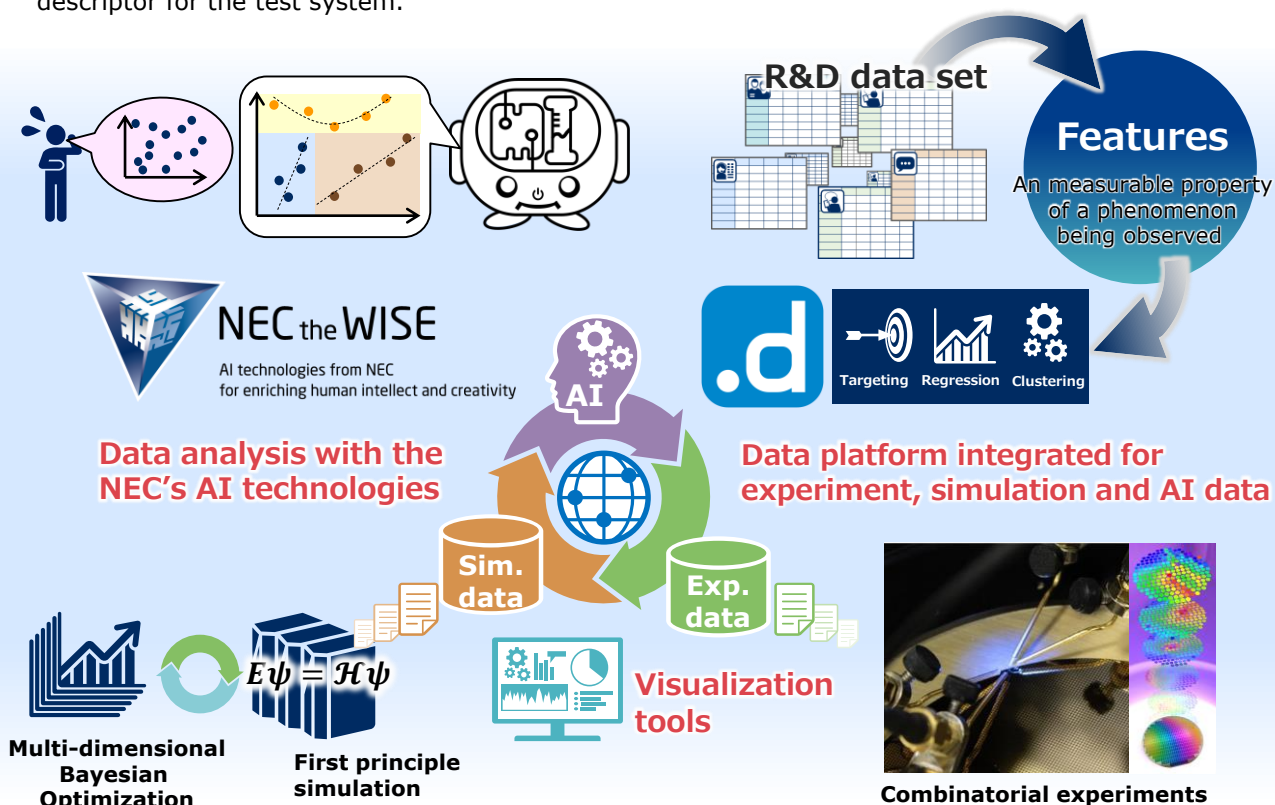 descriptor for the test system.
R&D data set
Features
An measurable property
of a phenomenon
being observed
NEC the WISE
AI technologies from NEC
for enriching human intellect and creativity
AI
.d
Targeting Regression Clustering
Data analysis with the
NEC's AI technologies
Data platform integrated for
experiment, simulation and AI data
Sim.
data
Exp.
data
Eψ = ℋψ
Visualization
tools
Multi-dimensional
Bayesian
Optimization
First principle
simulation
Combinatorial experiments